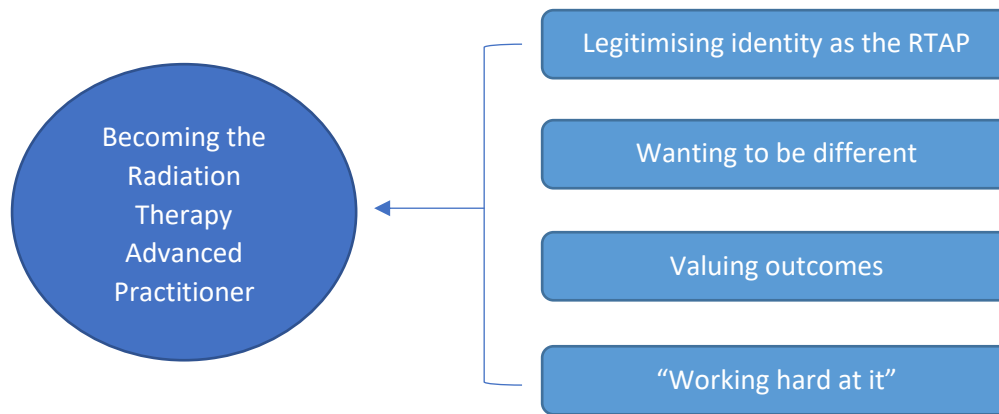 Becoming the
Radiation
Therapy
Advanced
Practitioner
Legitimising identity as the RTAP
Wanting to be different
Valuing outcomes
“Working hard at it”